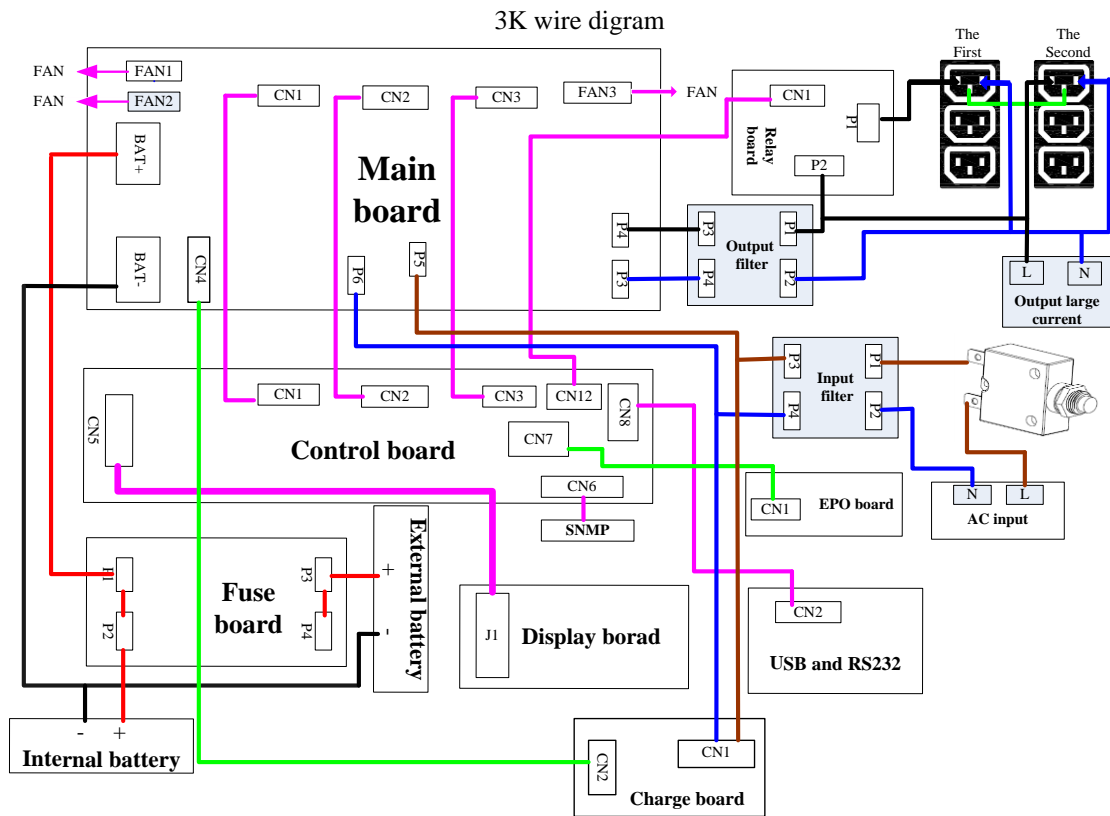 3K wire digram
The
First
The
Second
FAN
FAN1
FAN
FAN2
CN1
CN2
CN3
FAN3
FAN
BAT+
Main
board
BAT-
CN4
P6
P5
P4
P3
CN1
P1
Relay
board
P2
P3
P1
Output
filter
P4
P2
L
N
Output large
current
CN1
CN2
CN3
CN12
CN8
CN5
Control board
CN7
CN6
SNMP
P3
P1
Input
filter
P4
P2
N
L
AC input
CN1
EPO board
P1
P3
Fuse
board
P2
P4
+
-
External battery
J1
Display borad
CN2
USB and RS232
-
+
Internal battery
CN2
CN1
Charge board